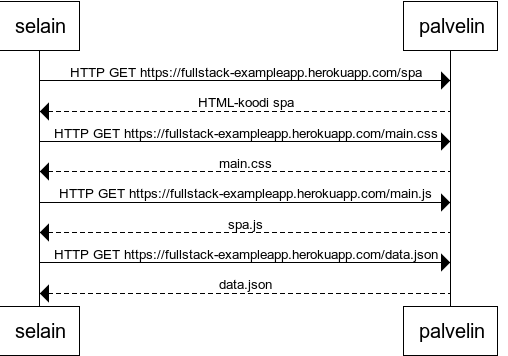 selain
palvelin
HTTP GET https://fullstack-exampleapp.herokuapp.com/spa
HTML-koodi spa
HTTP GET https://fullstack-exampleapp.herokuapp.com/main.css
main.css
HTTP GET https://fullstack-exampleapp.herokuapp.com/main.js
spa.js
HTTP GET https://fullstack-exampleapp.herokuapp.com/data.json
data.json
selain
palvelin